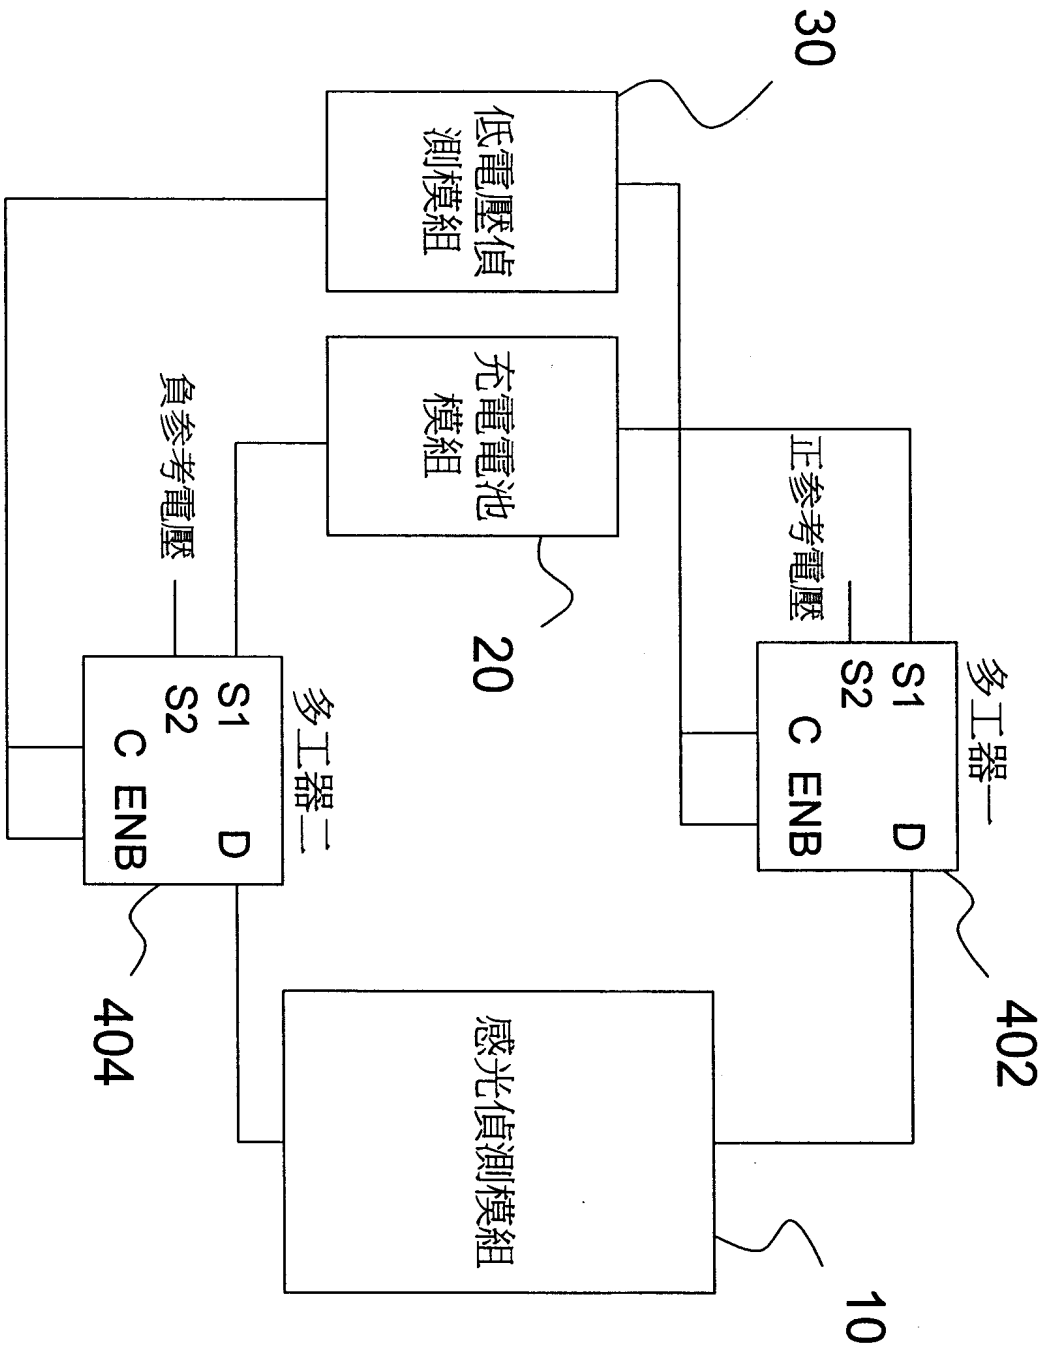 30
低電壓偵
測模組
充電電池
模組
20
正參考電壓
負參考電壓
多工器一
S1
S2
D
C ENB
402
多工器二
S1
S2
D
C ENB
404
感光偵測模組
10